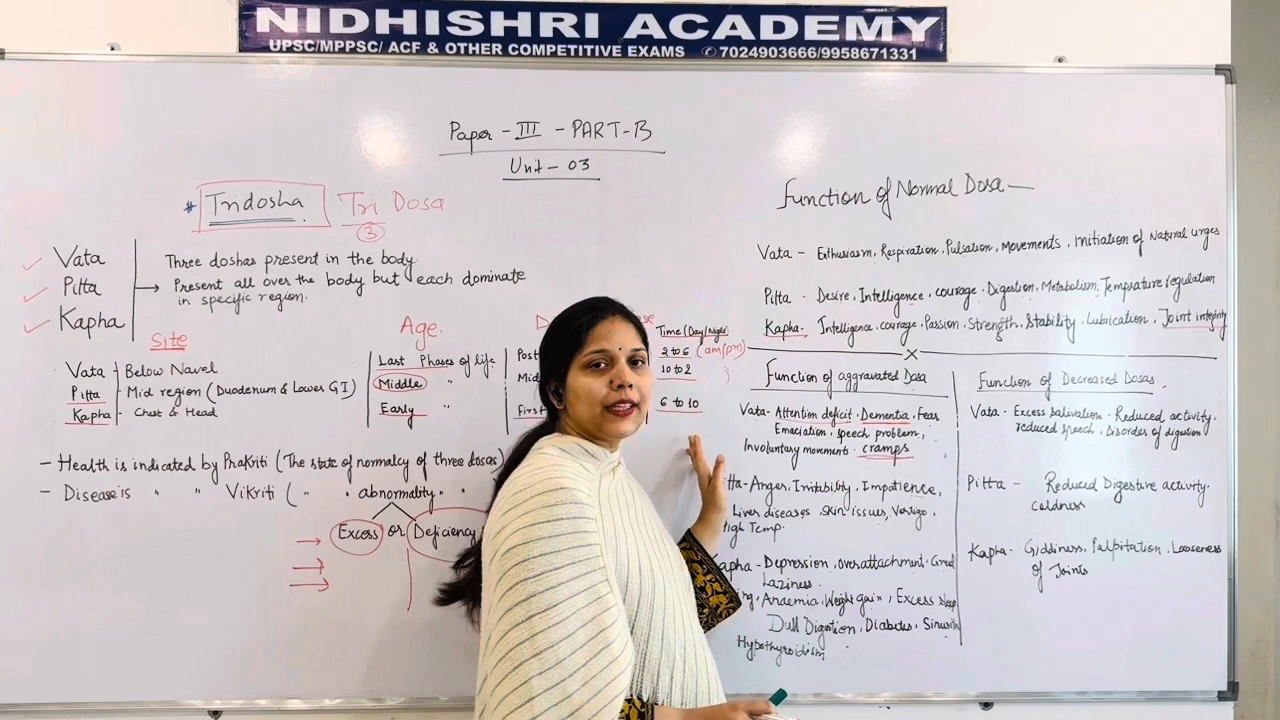 NIDHISHRI ACADEMY
UPSC/MPPSC/ ACF & OTHER COMPETITIVE EXAMS ✆ 7024903666/9958671331
Paper - III - PART-B
Unit - 03
* Tridosha Tri Dosa
3
Vata
Pitta
Kapha
Three doshas present in the body
→ Present all over the body but each dominate
in specific region.
Site
Vata - Below Navel
Pitta - Mid region (Duodenum & Lower GI)
Kapha - Chest & Head
Age.
Last Phases of life
Middle "
Early "
Post
Mid
First
Time (Day/Night)
2 to 6 (am/pm)
10 to 2
6 to 10
- Health is indicated by Prakriti (The state of normalcy of three dosas)
- Disease is " " Vikriti ( " " abnormality " "
Excess or Deficiency
Function of Normal Dosa —
Vata - Enthusiasm, Respiration. Pulsation, Movements, initiation of Natural urges
Pitta - Desire, Intelligence, courage. Digestion. Metabolism, Temprature regulation
Kapha. Intelligence. courage. Passion. Strength. Stability. Lubrication, Joint integrity
x
Function of aggravated Dosa
Vata - Attention deficit. Dementia. Fear
Emaciation, speech problem,
Involuntary movements. cramps
tta - Anger, Irritability, Impatience,
Liver diseases, skin issues, Vertigo.
High Temp.
apha - Depression, overattachment. Greed
Laziness.
ng, Anaemia, Weight gain, Excess sleep
Dull Digestion, Diabetes, Sinusitis
Hypothyroidism
Function of Decreased Dosas,
Vata - Excess salivation. Reduced activity.
reduced speech, Disorder of digestion
Pitta - Reduced Digestive activity.
coldness
Kapha - Giddiness, Palpitation. Looseness
of Joints